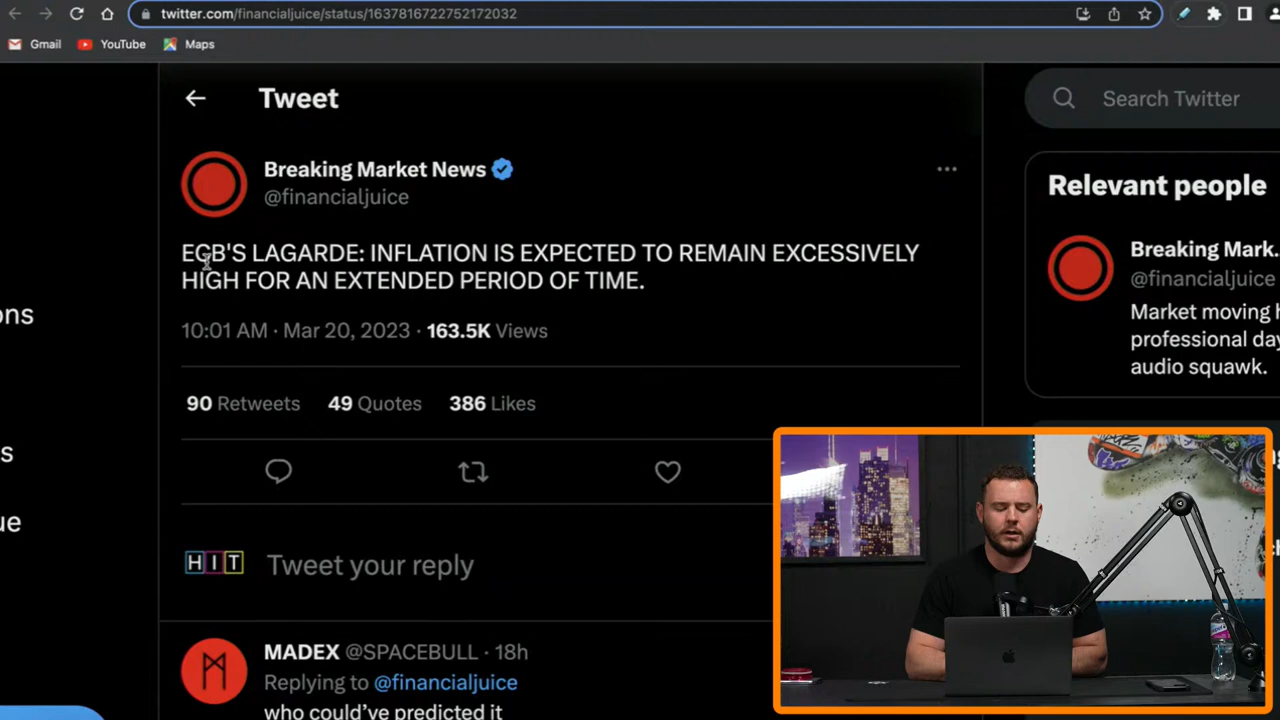 twitter.com/financialjuice/status/1637816722752172032
Gmail YouTube Maps
Tweet
Search Twitter
Breaking Market News
@financialjuice
ECB'S LAGARDE: INFLATION IS EXPECTED TO REMAIN EXCESSIVELY
HIGH FOR AN EXTENDED PERIOD OF TIME.
10:01 AM · Mar 20, 2023 · 163.5K Views
90 Retweets 49 Quotes 386 Likes
HIT
Tweet your reply
MADEX @SPACEBULL · 18h
Replying to @financialjuice
who could've predicted it
Relevant people
Breaking Mark.
@financialjuice
Market moving
professional day
audio squawk.
ons
s
ue